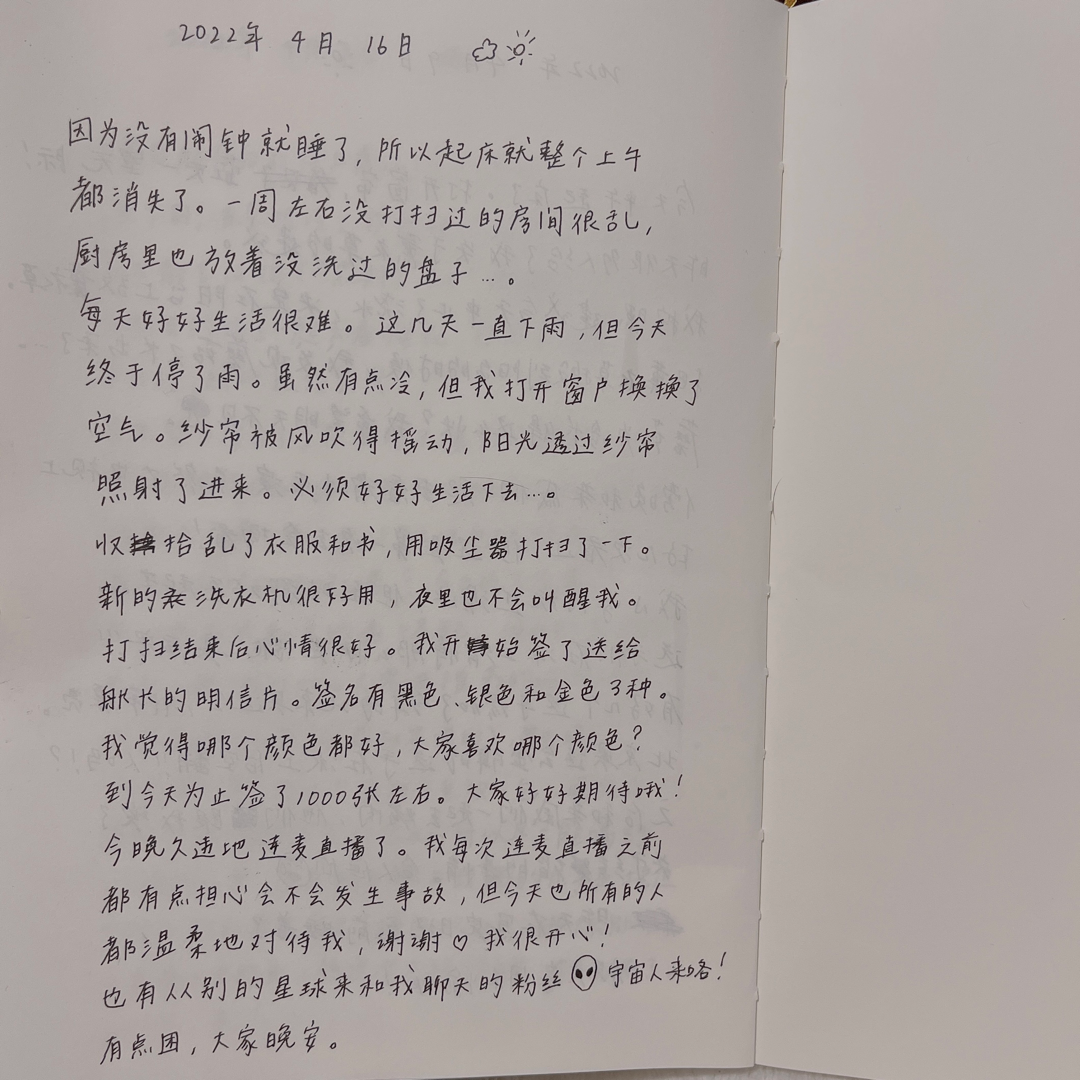 2022年 4月 16日
因为没有闹钟就睡了，所以起床就整个上午
都消失了。一周左右没打扫过的房间很乱，
厨房里也放着没洗过的盘子…。
每天好好生活很难。这几天一直下雨，但今天
终于停了雨。虽然有点冷，但我打开窗户换换了
空气。纱帘被风吹得摇动，阳光透过纱帘
照射了进来。必须好好生活下去…。
收拾乱了衣服和书，用吸尘器打扫了一下。
新的洗衣机很好用，夜里也不会叫醒我。
打扫结束后心情很好。我开始签了送给
船长的明信片。签名有黑色、银色和金色3种。
我觉得哪个颜色都好，大家喜欢哪个颜色？
到今天为止签了1000张左右。大家好好期待哦！
今晚久违地连麦直播了。我每次连麦直播之前
都有点担心会不会发生事故，但今天也所有的人
都温柔地对待我，谢谢♡ 我很开心！
也有从别的星球来和我聊天的粉丝👽宇宙人来咯！
有点困，大家晚安。